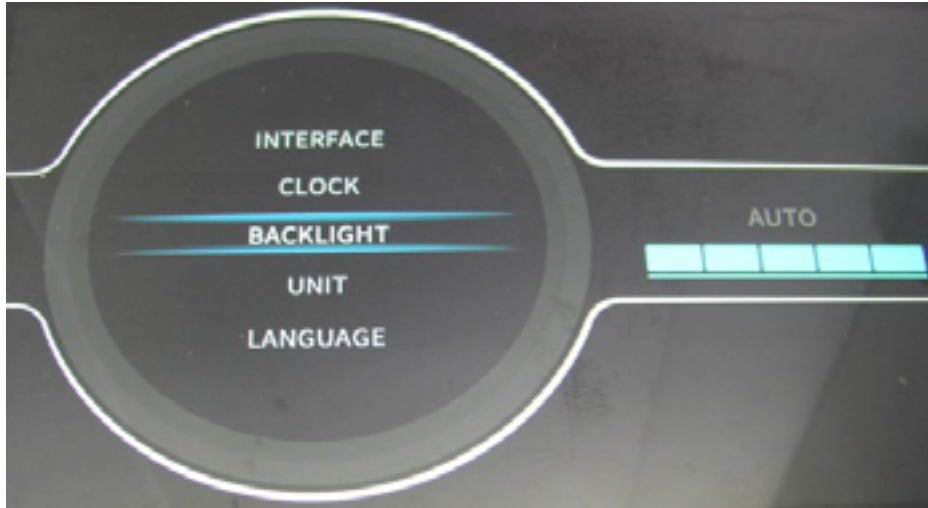 INTERFACE
CLOCK
BACKLIGHT
AUTO
UNIT
LANGUAGE